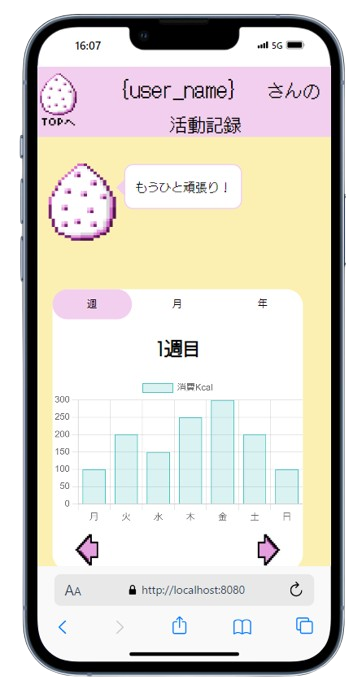 16:07
5G
{user_name} さんの
TOPへ
活動記録
もうひと頑張り！
週 月 年
1週目
消費Kcal
300
250
200
150
100
50
0
月 火 水 木 金 土 日
AA http://localhost:8080